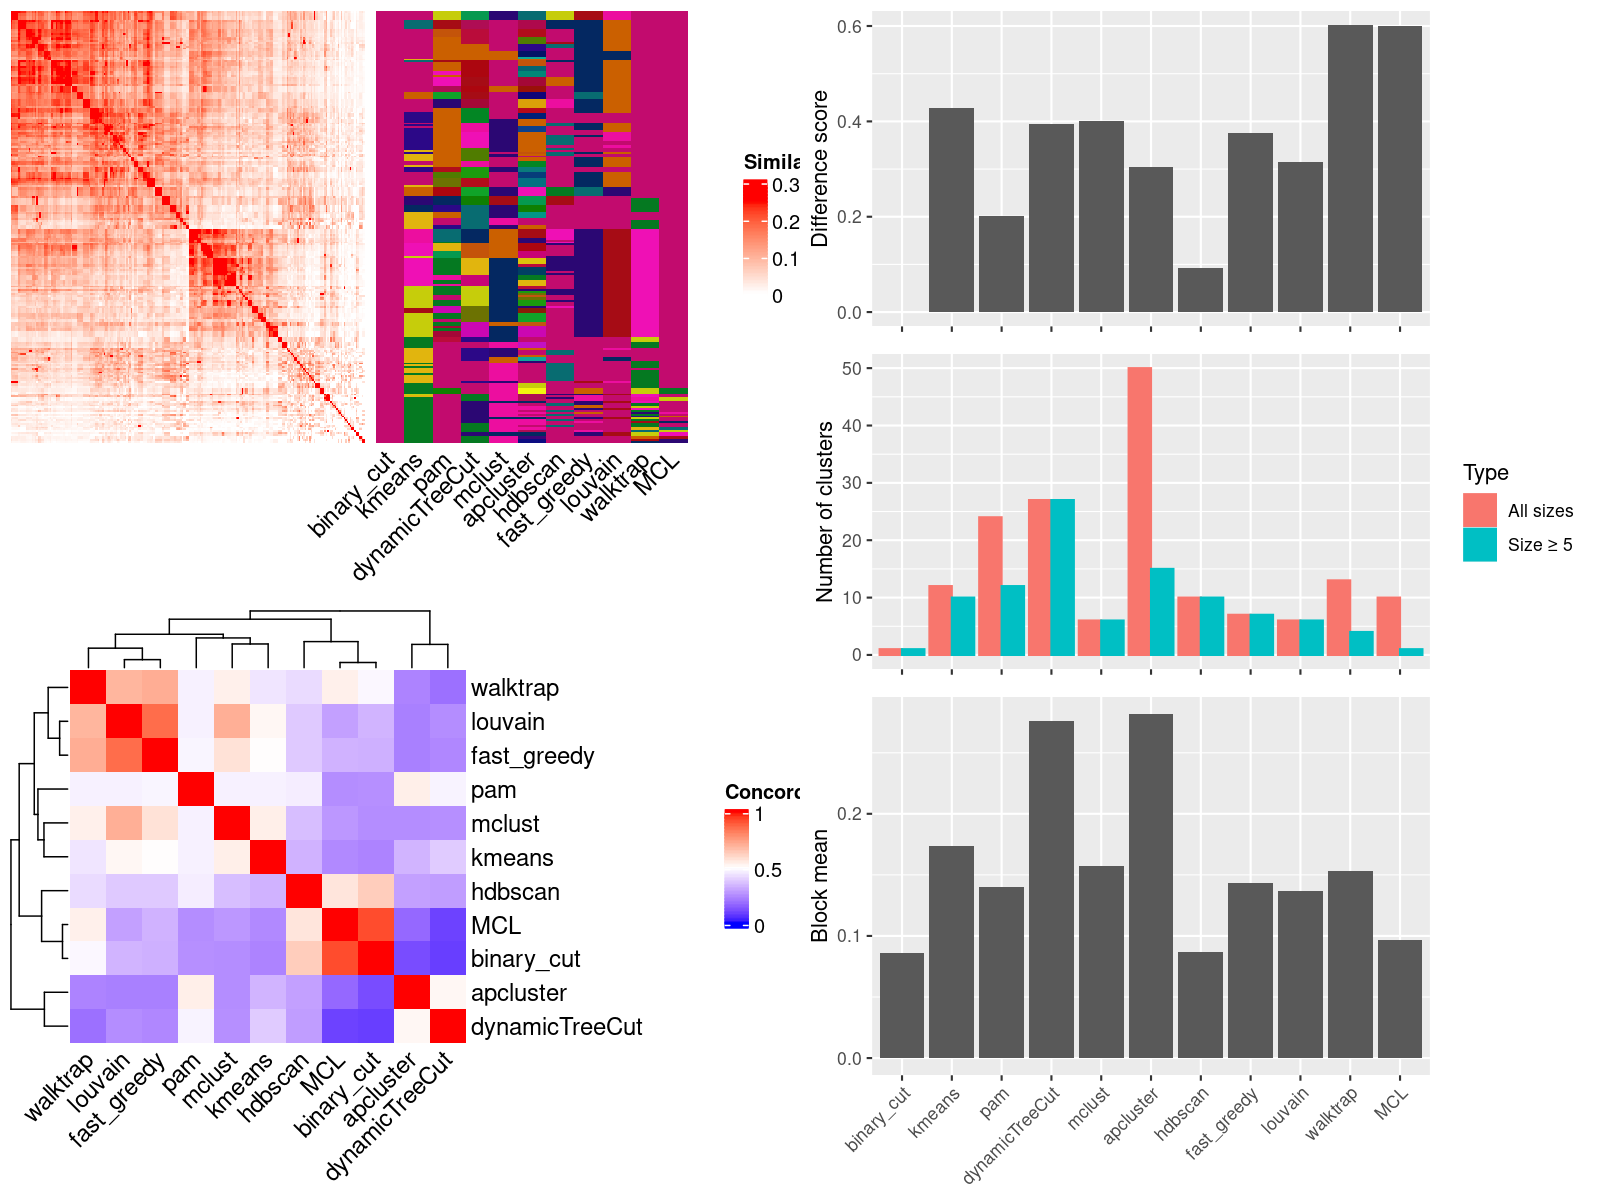 Simila
0.3
0.2
0.1
0
binary_cut
kmeans
pam
dynamicTreeCut
mclust
apcluster
hdbscan
fast_greedy
louvain
walktrap
MCL
walktrap
louvain
fast_greedy
pam
mclust
kmeans
hdbscan
MCL
binary_cut
apcluster
dynamicTreeCut
walktrap
louvain
fast_greedy
pam
mclust
kmeans
hdbscan
MCL
binary_cut
apcluster
dynamicTreeCut
Concord
1
0.5
0
Difference score
0.6
0.4
0.2
0.0
Number of clusters
50
40
30
20
10
0
Type
All sizes
Size ≥ 5
Block mean
0.2
0.1
0.0
binary_cut
kmeans
pam
dynamicTreeCut
mclust
apcluster
hdbscan
fast_greedy
louvain
walktrap
MCL